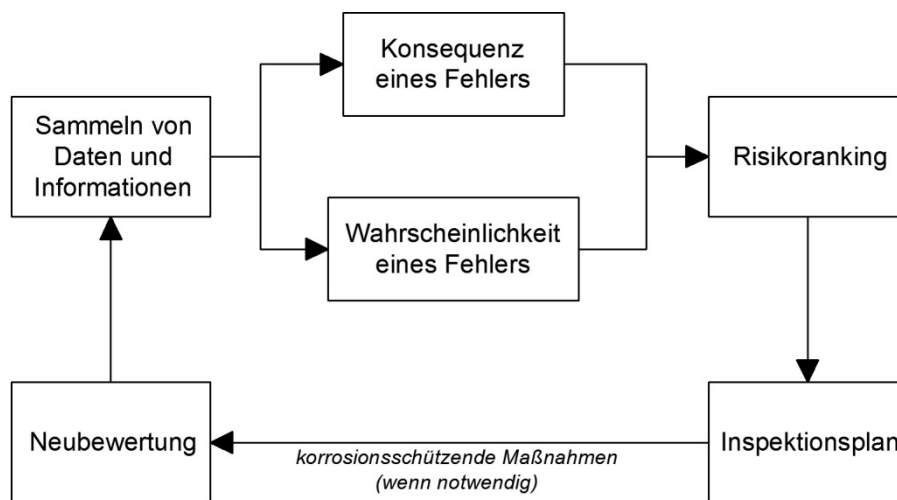 Konsequenz
eines Fehlers
Sammeln von
Daten und
Informationen
Risikoranking
Wahrscheinlichkeit
eines Fehlers
Neubewertung
korrosionsschützende Maßnahmen
(wenn notwendig)
Inspektionsplan